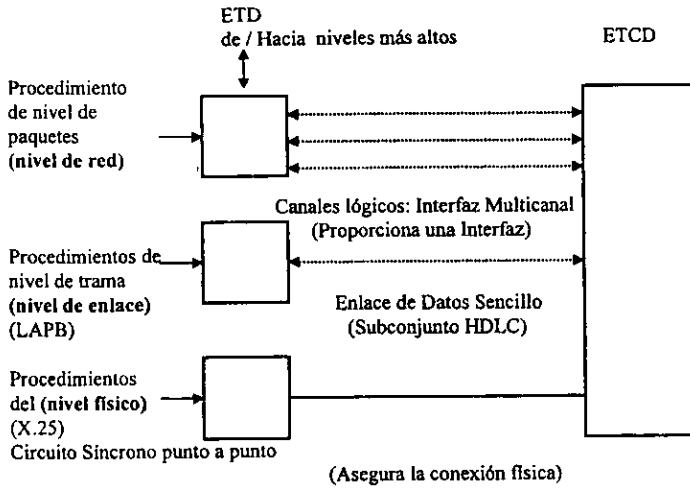 ETD
de / Hacia niveles más altos
ETCD
Procedimiento
de nivel de
paquetes
(nivel de red)
Canales lógicos: Interfaz Multicanal
(Proporciona una Interfaz)
Procedimientos de
nivel de trama
(nivel de enlace)
(LAPB)
Enlace de Datos Sencillo
(Subconjunto HDLC)
Procedimientos
del (nivel físico)
(X.25)
Circuito Síncrono punto a punto
(Asegura la conexión física)